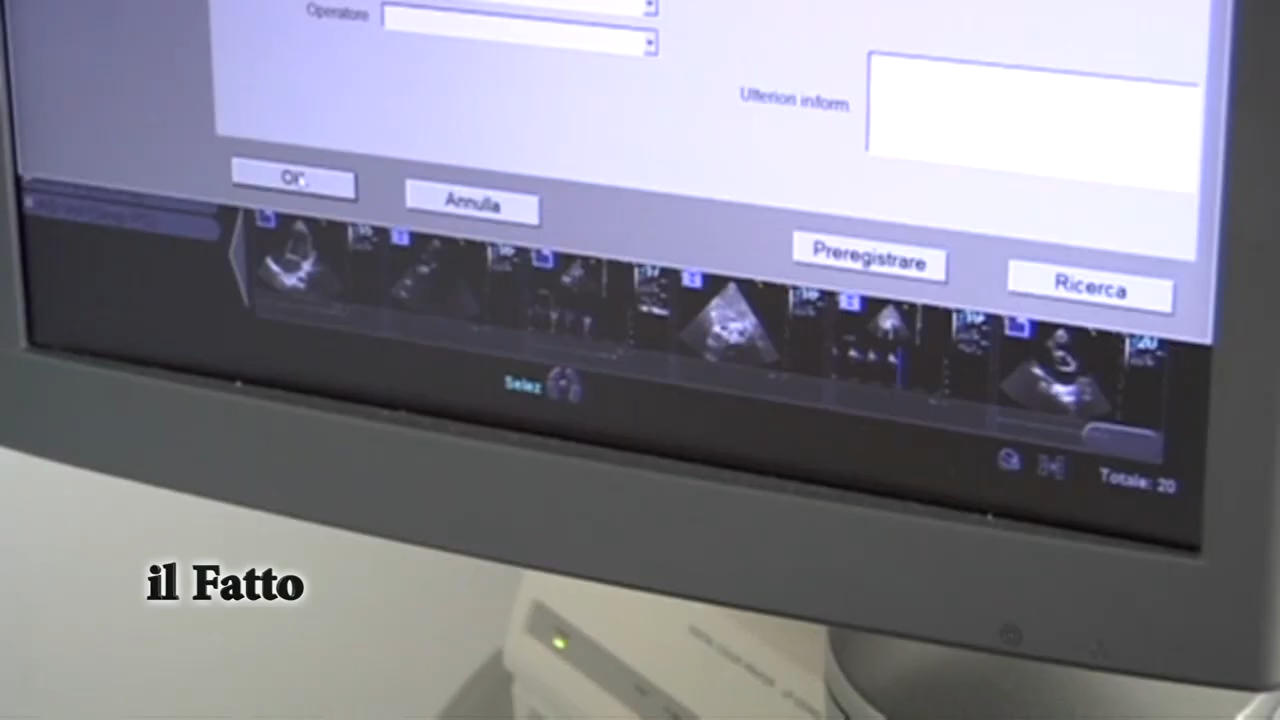 Operatore
Ulteriori inform.
OK
Annulla
Preregistrare
Ricerca
Selez
Totale: 20
il Fatto